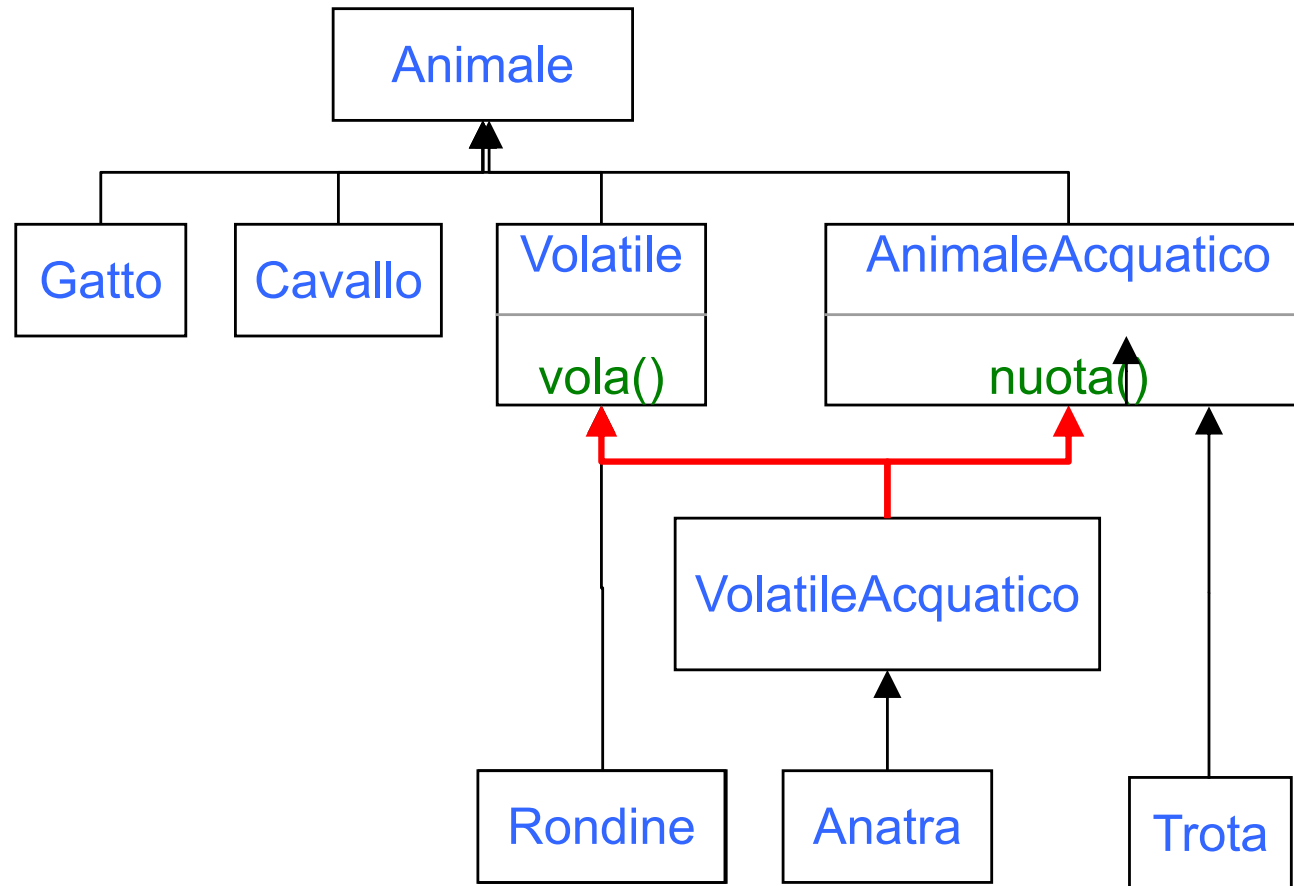 Animale
Gatto
Cavallo
Volatile
AnimaleAcquatico
vola()
nuota()
VolatileAcquatico
Rondine
Anatra
Trota